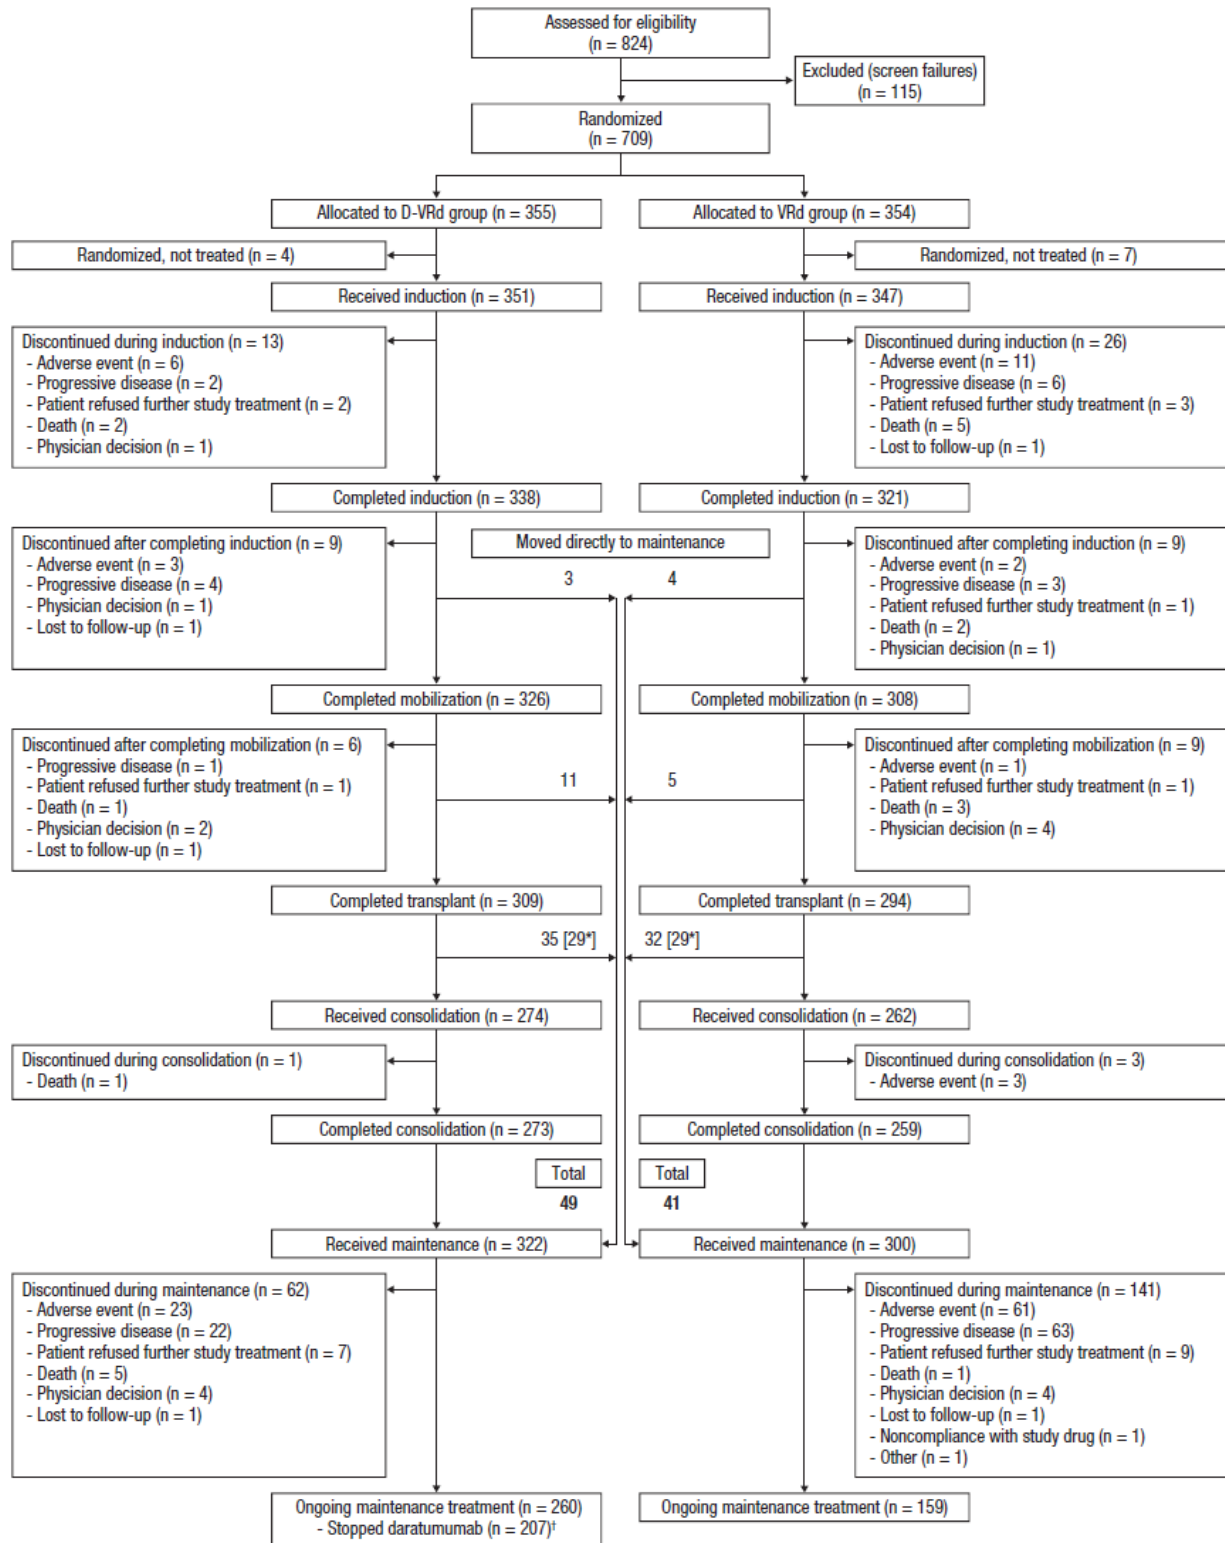 Assessed for eligibility
(n = 824)
Excluded (screen failures)
(n = 115)
Randomized
(n = 709)
Allocated to D-VRd group (n = 355)
Allocated to VRd group (n = 354)
Randomized, not treated (n = 4)
Randomized, not treated (n = 7)
Received induction (n = 351)
Received induction (n = 347)
Discontinued during induction (n = 13)
- Adverse event (n = 6)
- Progressive disease (n = 2)
- Patient refused further study treatment (n = 2)
- Death (n = 2)
- Physician decision (n = 1)
Discontinued during induction (n = 26)
- Adverse event (n = 11)
- Progressive disease (n = 6)
- Patient refused further study treatment (n = 3)
- Death (n = 5)
- Lost to follow-up (n = 1)
Completed induction (n = 338)
Completed induction (n = 321)
Discontinued after completing induction (n = 9)
- Adverse event (n = 3)
- Progressive disease (n = 4)
- Physician decision (n = 1)
- Lost to follow-up (n = 1)
Moved directly to maintenance
3 4
Discontinued after completing induction (n = 9)
- Adverse event (n = 2)
- Progressive disease (n = 3)
- Patient refused further study treatment (n = 1)
- Death (n = 2)
- Physician decision (n = 1)
Completed mobilization (n = 326)
Completed mobilization (n = 308)
Discontinued after completing mobilization (n = 6)
- Progressive disease (n = 1)
- Patient refused further study treatment (n = 1)
- Death (n = 1)
- Physician decision (n = 2)
- Lost to follow-up (n = 1)
11 5
Discontinued after completing mobilization (n = 9)
- Adverse event (n = 1)
- Patient refused further study treatment (n = 1)
- Death (n = 3)
- Physician decision (n = 4)
Completed transplant (n = 309)
Completed transplant (n = 294)
35 [29*] 32 [29*]
Received consolidation (n = 274)
Received consolidation (n = 262)
Discontinued during consolidation (n = 1)
- Death (n = 1)
Discontinued during consolidation (n = 3)
- Adverse event (n = 3)
Completed consolidation (n = 273)
Completed consolidation (n = 259)
Total
49
Total
41
Received maintenance (n = 322)
Received maintenance (n = 300)
Discontinued during maintenance (n = 62)
- Adverse event (n = 23)
- Progressive disease (n = 22)
- Patient refused further study treatment (n = 7)
- Death (n = 5)
- Physician decision (n = 4)
- Lost to follow-up (n = 1)
Discontinued during maintenance (n = 141)
- Adverse event (n = 61)
- Progressive disease (n = 63)
- Patient refused further study treatment (n = 9)
- Death (n = 1)
- Physician decision (n = 4)
- Lost to follow-up (n = 1)
- Noncompliance with study drug (n = 1)
- Other (n = 1)
Ongoing maintenance treatment (n = 260)
- Stopped daratumumab (n = 207)†
Ongoing maintenance treatment (n = 159)